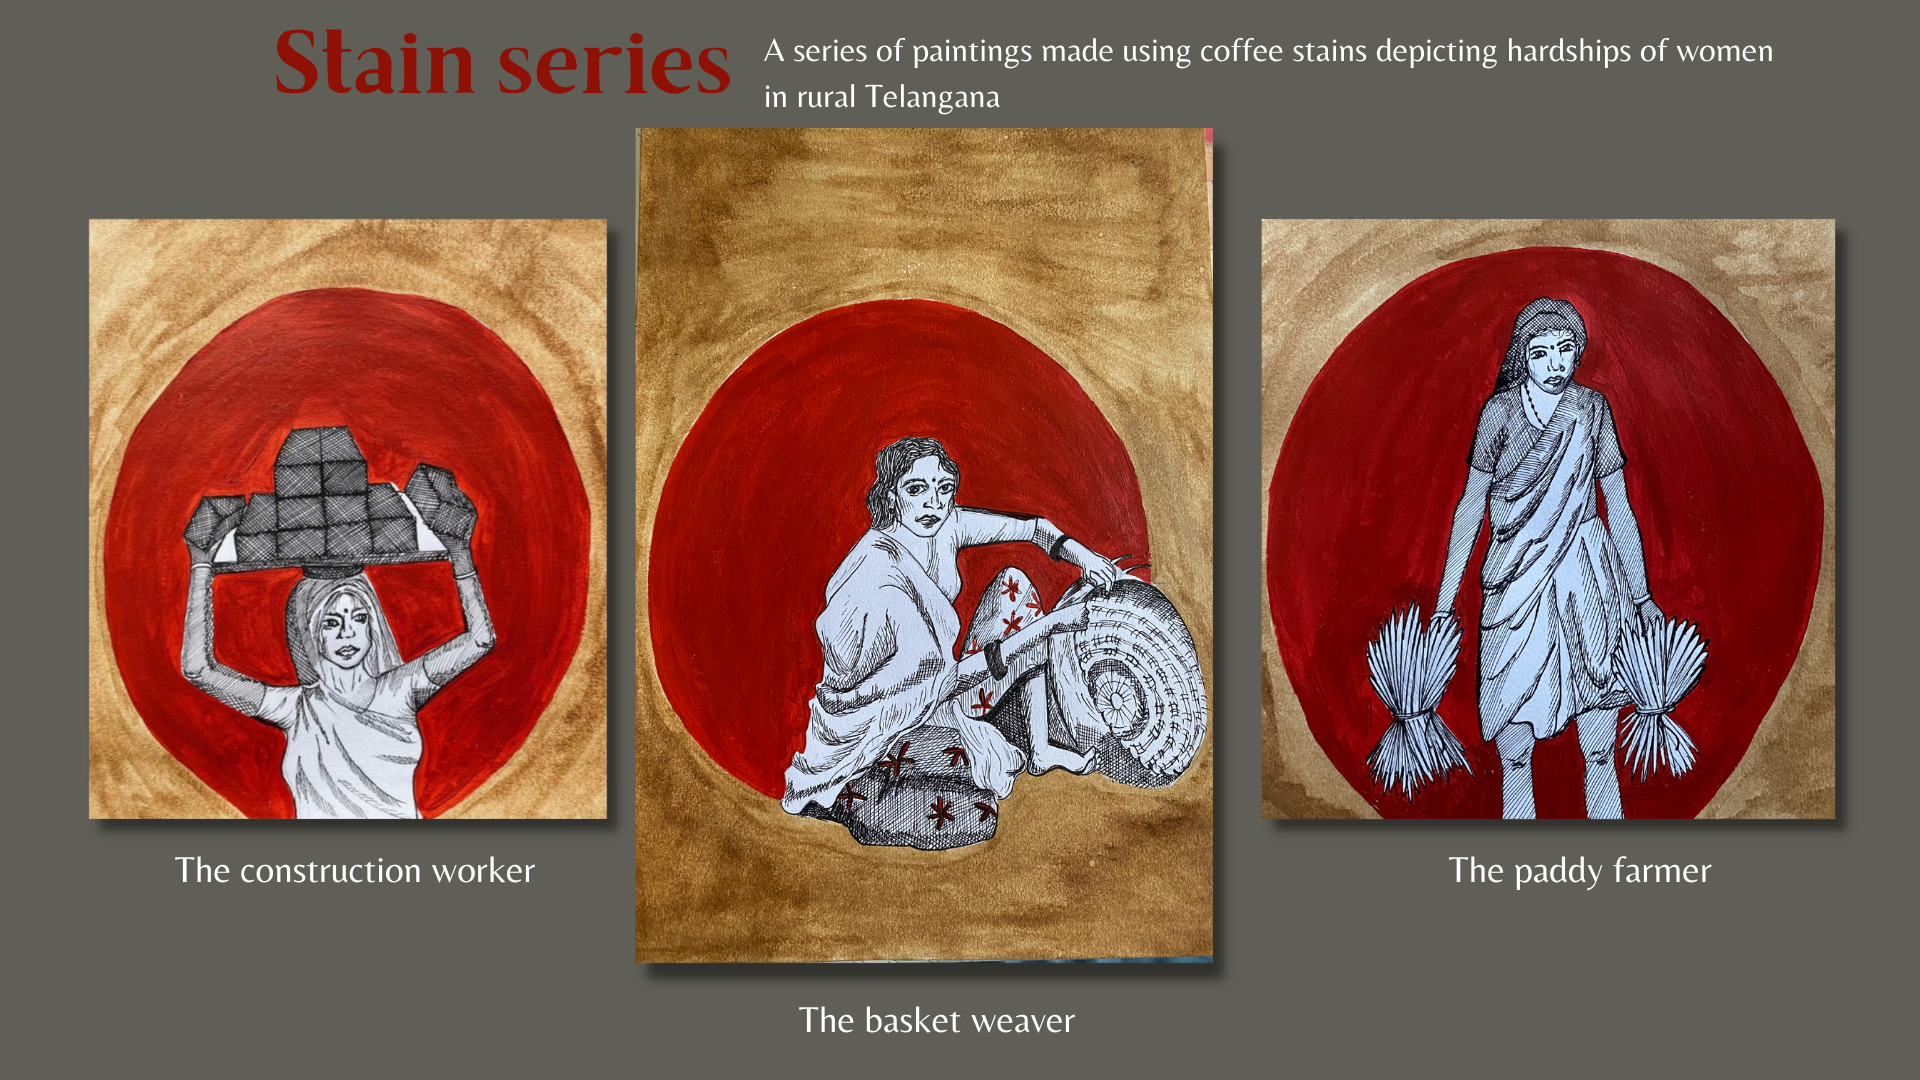 Stain series
A series of paintings made using coffee stains depicting hardships of women
in rural Telangana
The construction worker
The basket weaver
The paddy farmer